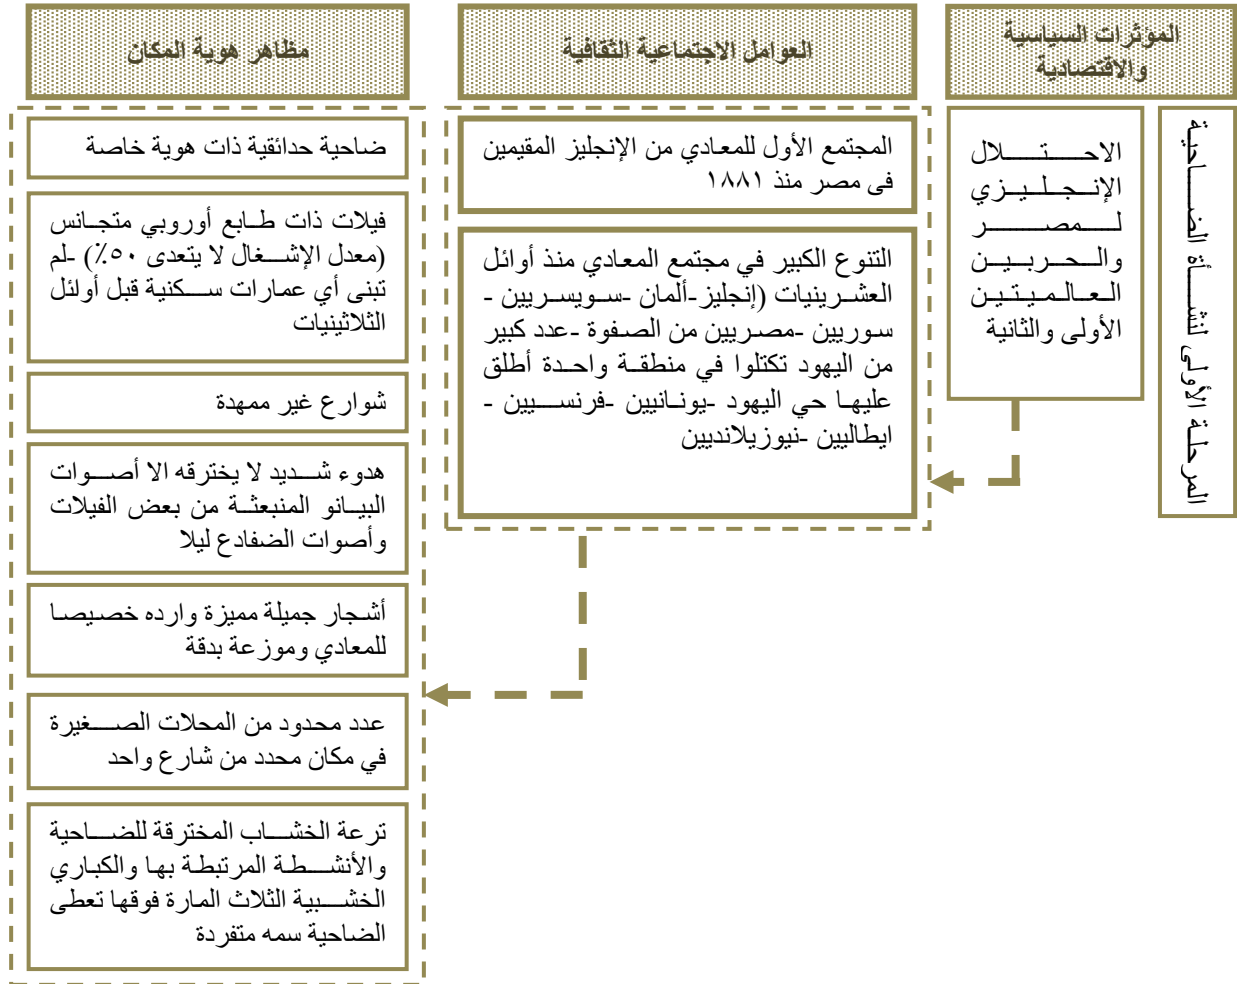 المؤثرات السياسية
والاقتصادية
العوامل الاجتماعية الثقافية
مظاهر هوية المكان
المرحلة الأولى لنشأة الضاحية
الاحتلال
الإنجليزي
لمصر
والحربين
العالميتين
الأولى والثانية
المجتمع الأول للمعادي من الإنجليز المقيمين
فى مصر منذ ١٨٨١
التنوع الكبير في مجتمع المعادي منذ أوائل
العشرينيات (إنجليز-ألمان -سويسريين -
سوريين -مصريين من الصفوة -عدد كبير
من اليهود تكتلوا في منطقة واحدة أطلق
عليها حي اليهود -يونانيين -فرنسيين -
ايطاليين -نيوزيلانديين
ضاحية حدائقية ذات هوية خاصة
فيلات ذات طابع أوروبي متجانس
(معدل الإشغال لا يتعدى ٥٠٪) -لم
تبنى أي عمارات سكنية قبل أولئل
الثلاثينيات
شوارع غير ممهدة
هدوء شديد لا يخترقه الا أصوات
البيانو المنبعثة من بعض الفيلات
وأصوات الضفادع ليلا
أشجار جميلة مميزة وارده خصيصا
للمعادي وموزعة بدقة
عدد محدود من المحلات الصغيرة
في مكان محدد من شارع واحد
ترعة الخشاب المخترقة للضاحية
والأنشطة المرتبطة بها والكباري
الخشبية الثلاث المارة فوقها تعطى
الضاحية سمه متفردة